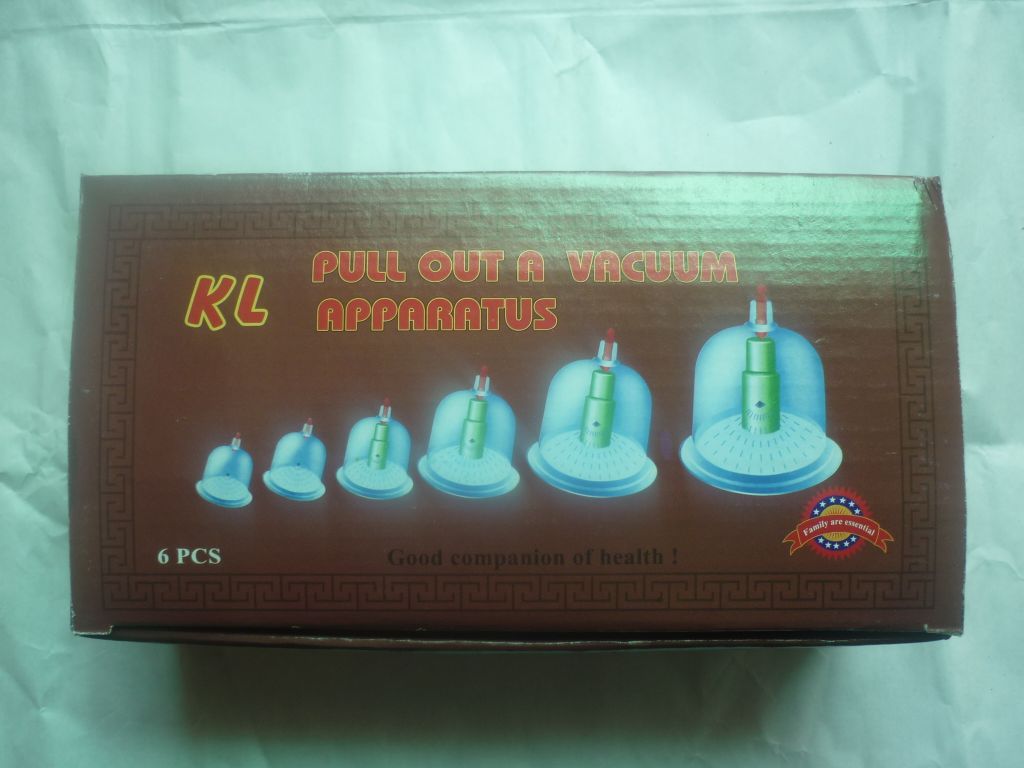 KL
PULL OUT A VACUUM
APPARATUS
6 PCS
Good companion of health !
Family are essential